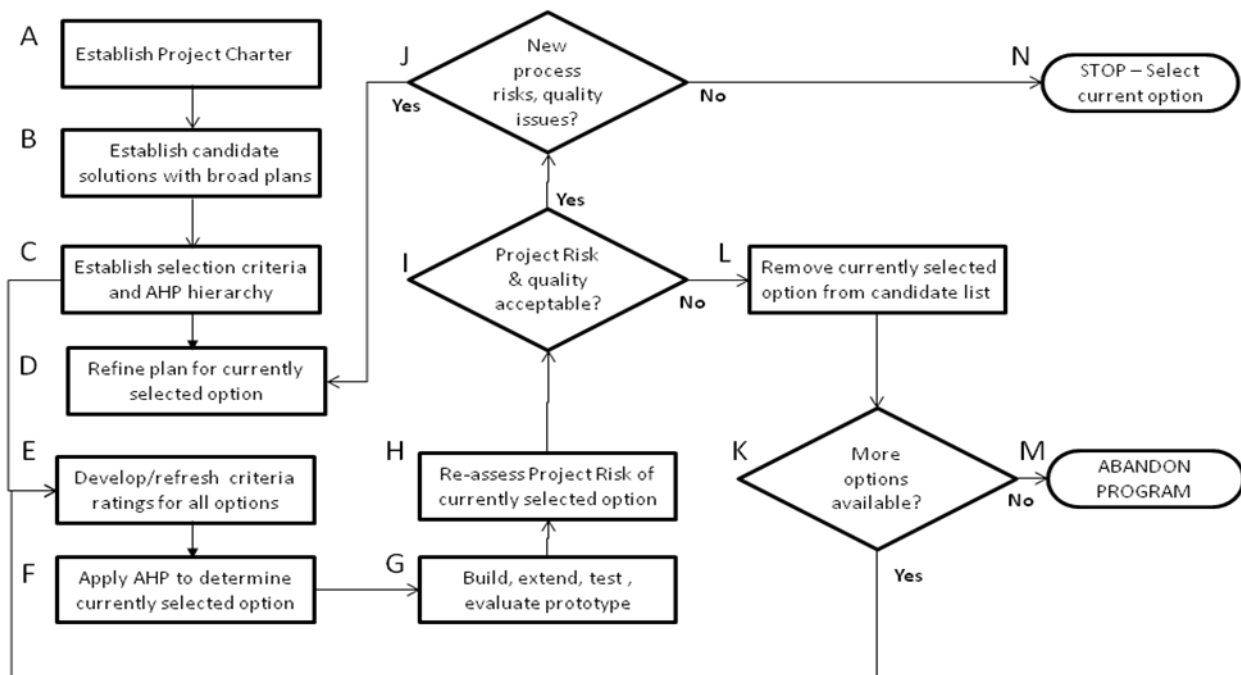 A
Establish Project Charter
B
Establish candidate
solutions with broad plans
C
Establish selection criteria
and AHP hierarchy
D
Refine plan for currently
selected option
E
Develop/refresh criteria
ratings for all options
F
Apply AHP to determine
currently selected option
G
Build, extend, test ,
evaluate prototype
H
Re-assess Project Risk of
currently selected option
I
Project Risk
& quality
acceptable?
Yes
No
J
New
process
risks, quality
issues?
Yes
No
L
Remove currently selected
option from candidate list
K
More
options
available?
Yes
No
M
ABANDON
PROGRAM
N
STOP – Select
current option